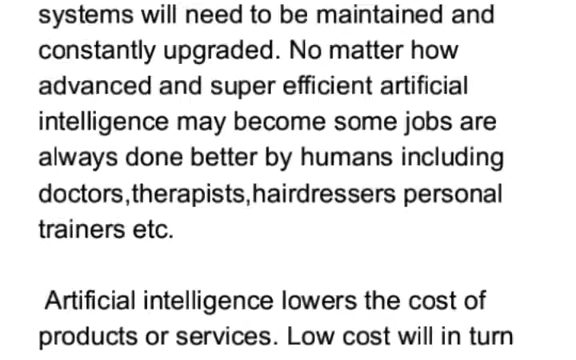 systems will need to be maintained and
constantly upgraded. No matter how
advanced and super efficient artificial
intelligence may become some jobs are
always done better by humans including
doctors,therapists,hairdressers personal
trainers etc.
Artificial intelligence lowers the cost of
products or services. Low cost will in turn